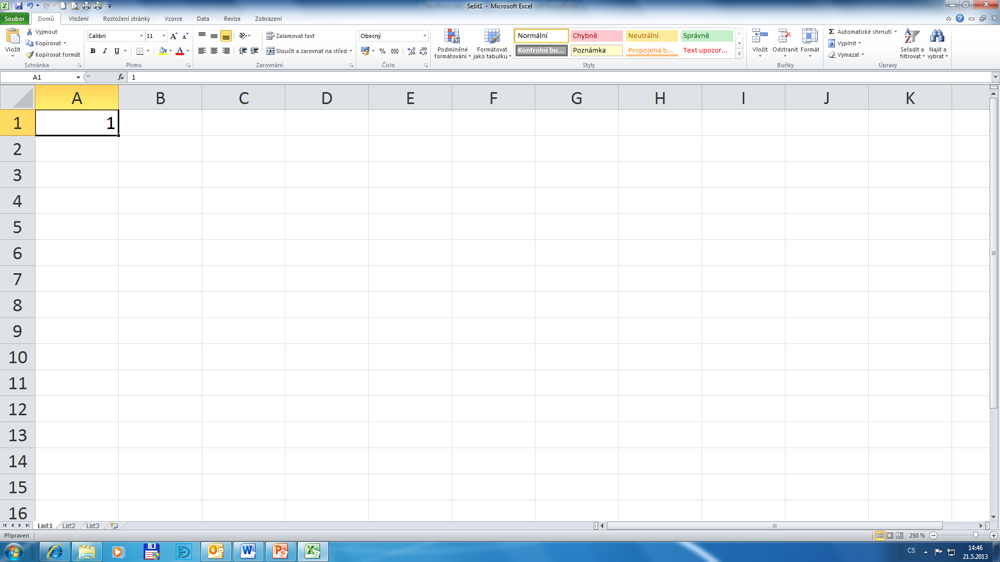 Sešit1 - Microsoft Excel
Soubor Domů Vložení Rozložení stránky Vzorce Data Revize Zobrazení
Vložit
Vyjmout
Kopírovat
Kopírovat formát
Schránka
Calibri 11
B I U
Písmo
Zalamovat text
Sloučit a zarovnat na střed
Zarovnání
Obecný
% 000
Číslo
Podmíněné formátování
Formátovat jako tabulku
Normální Chybně Neutrální Správně
Kontrolní bu... Poznámka Propojená b... Text upozor...
Styly
Vložit Odstranit Formát
Buňky
Σ Automatické shrnutí
Vyplnit
Vymazat
Seřadit a filtrovat
Najít a vybrat
Úpravy
A1 fx 1
A B C D E F G H I J K
1 1
2
3
4
5
6
7
8
9
10
11
12
13
14
15
16
List1 List2 List3
Připraven 250 %
CS 14:46
21.5.2013